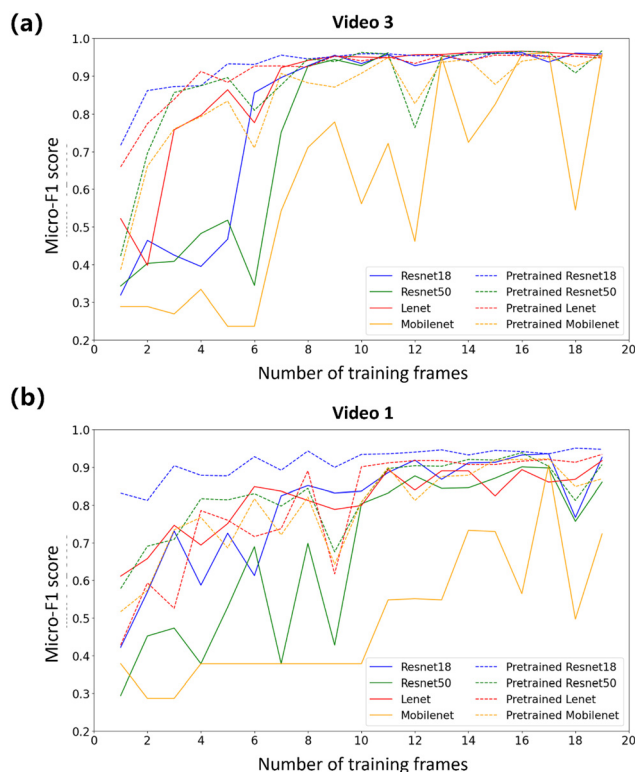 (a)
Video 3
Micro-F1 score
1.0
0.9
0.8
0.7
0.6
0.5
0.4
0.3
0.2
Resnet18
Resnet50
Lenet
Mobilenet
Pretrained Resnet18
Pretrained Resnet50
Pretrained Lenet
Pretrained Mobilenet
0 2 4 6 8 10 12 14 16 18 20
Number of training frames
(b)
Video 1
Micro-F1 score
1.0
0.9
0.8
0.7
0.6
0.5
0.4
0.3
0.2
Resnet18
Resnet50
Lenet
Mobilenet
Pretrained Resnet18
Pretrained Resnet50
Pretrained Lenet
Pretrained Mobilenet
0 2 4 6 8 10 12 14 16 18 20
Number of training frames